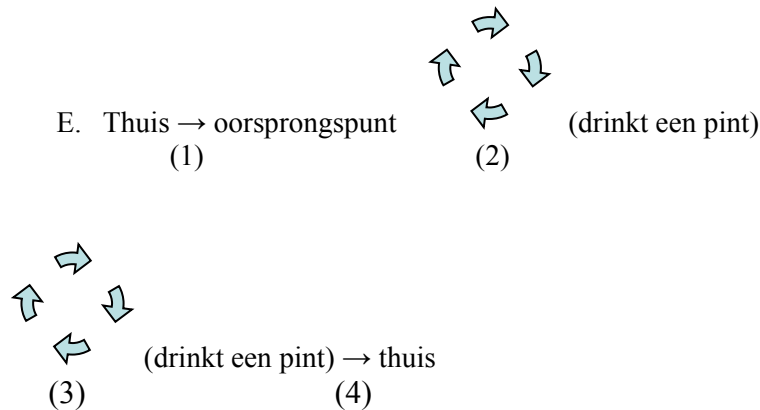 E. Thuis → oorsprongspunt (drinkt een pint)
(1) (2)
(drinkt een pint) → thuis
(3) (4)